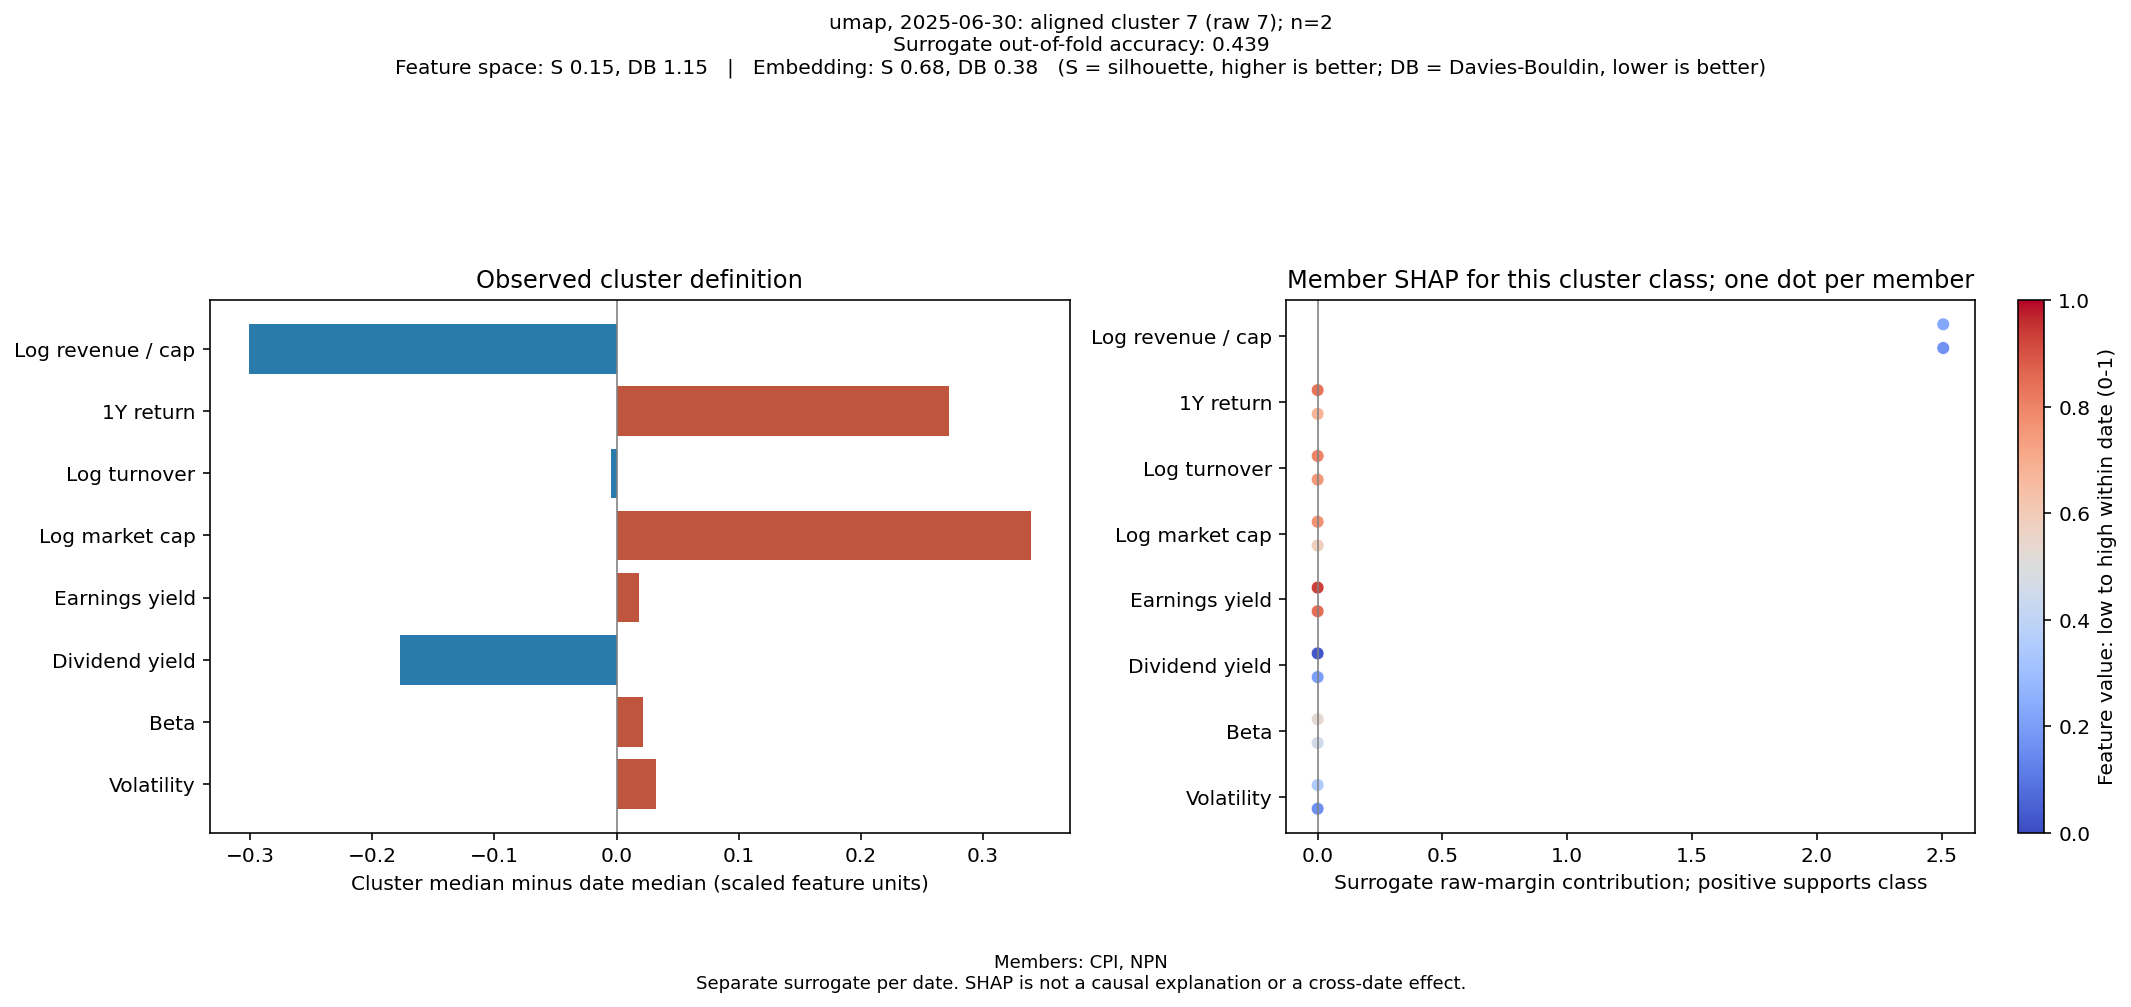 umap, 2025-06-30: aligned cluster 7 (raw 7); n=2
Surrogate out-of-fold accuracy: 0.439
Feature space: S 0.15, DB 1.15   |   Embedding: S 0.68, DB 0.38   (S = silhouette, higher is better; DB = Davies-Bouldin, lower is better)
Observed cluster definition
Log revenue / cap
1Y return
Log turnover
Log market cap
Earnings yield
Dividend yield
Beta
Volatility
−0.3 −0.2 −0.1 0.0 0.1 0.2 0.3
Cluster median minus date median (scaled feature units)
Member SHAP for this cluster class; one dot per member
Log revenue / cap
1Y return
Log turnover
Log market cap
Earnings yield
Dividend yield
Beta
Volatility
0.0 0.5 1.0 1.5 2.0 2.5
Surrogate raw-margin contribution; positive supports class
1.0
0.8
0.6
0.4
0.2
0.0
Feature value: low to high within date (0-1)
Members: CPI, NPN
Separate surrogate per date. SHAP is not a causal explanation or a cross-date effect.